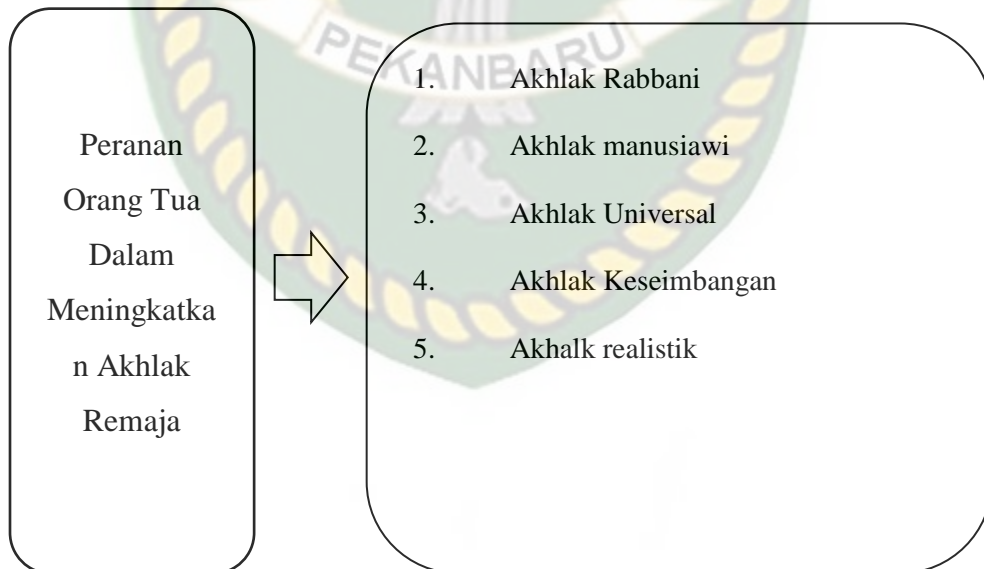 PEKANBARU
Peranan
Orang Tua
Dalam
Meningkatka
n Akhlak
Remaja
1. Akhlak Rabbani
2. Akhlak manusiawi
3. Akhlak Universal
4. Akhlak Keseimbangan
5. Akhalk realistik